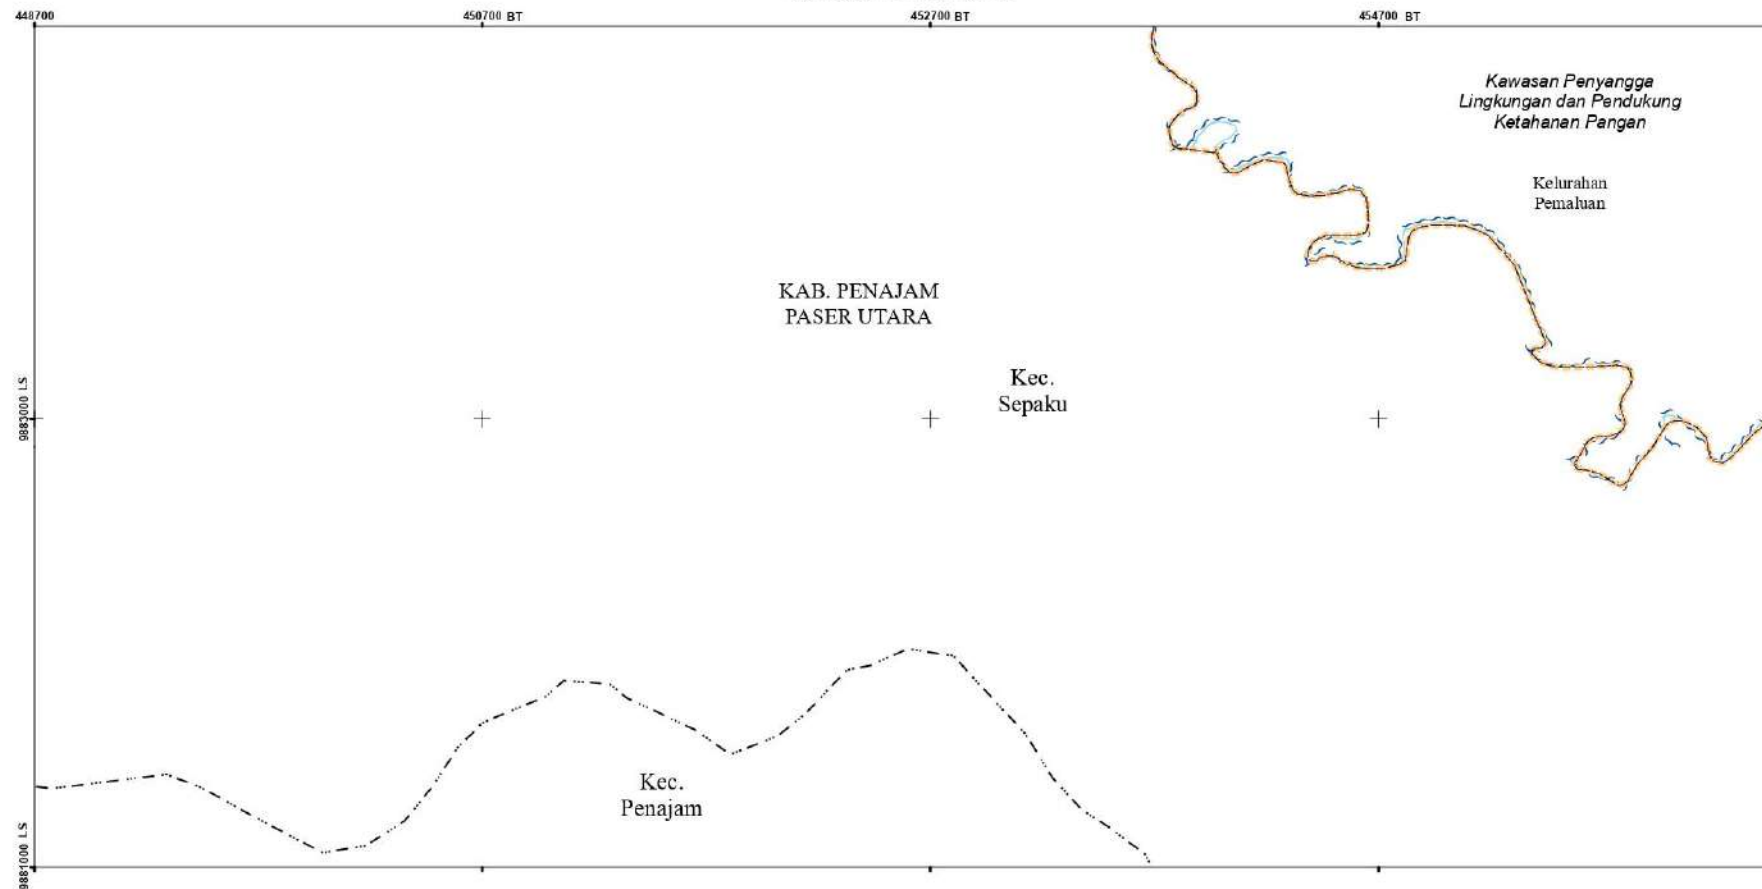 448700
450700 BT
452700 BT
454700 BT
Kawasan Penyangga
Lingkungan dan Pendukung
Ketahanan Pangan
Kelurahan
Pemaluan
KAB. PENAJAM
PASER UTARA
Kec.
Sepaku
9883000 LS
Kec.
Penajam
9881000 LS